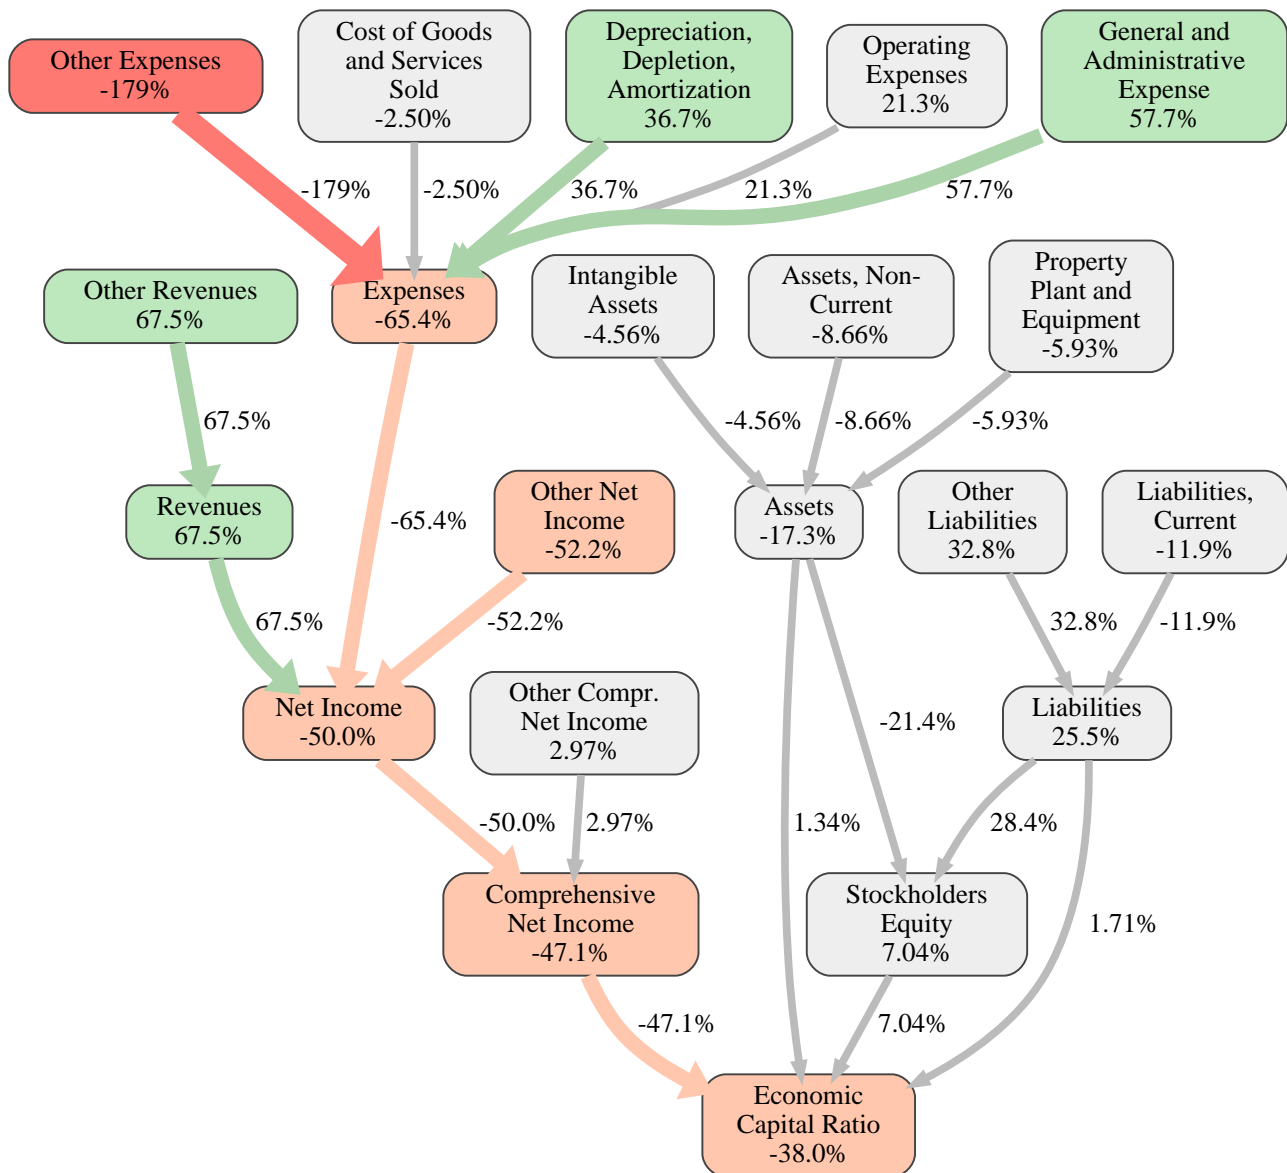 Other Expenses
-179%
Cost of Goods
and Services
Sold
-2.50%
Depreciation,
Depletion,
Amortization
36.7%
Operating
Expenses
21.3%
General and
Administrative
Expense
57.7%
-179%
-2.50%
36.7%
21.3%
57.7%
Other Revenues
67.5%
Expenses
-65.4%
Intangible
Assets
-4.56%
Assets, Non-
Current
-8.66%
Property
Plant and
Equipment
-5.93%
67.5%
-4.56%
-8.66%
-5.93%
Revenues
67.5%
-65.4%
Other Net
Income
-52.2%
Assets
-17.3%
Other
Liabilities
32.8%
Liabilities,
Current
-11.9%
67.5%
-52.2%
32.8%
-11.9%
Net Income
-50.0%
Other Compr.
Net Income
2.97%
-21.4%
Liabilities
25.5%
-50.0%
2.97%
1.34%
28.4%
Comprehensive
Net Income
-47.1%
Stockholders
Equity
7.04%
1.71%
-47.1%
7.04%
Economic
Capital Ratio
-38.0%